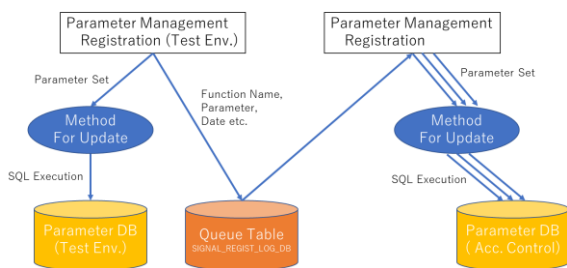 Parameter Management
Registration (Test Env.)
Parameter Management
Registration
Parameter Set
Function Name,
Parameter,
Date etc.
Parameter Set
Method
For Update
Method
For Update
SQL Execution
SQL Execution
Parameter DB
(Test Env.)
Queue Table
SIGNAL_REGIST_LOG_DB
Parameter DB
( Acc. Control)